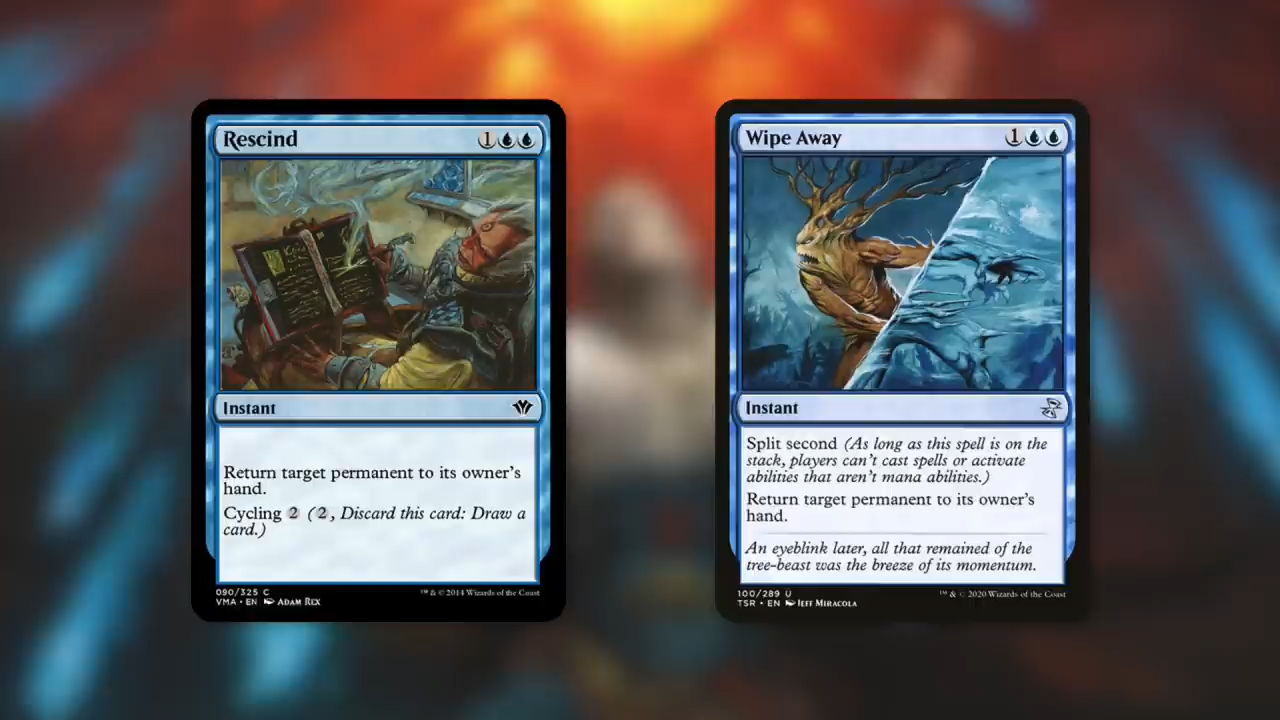 Rescind 1
Instant
Return target permanent to its owner's
hand.
Cycling 2 (2, Discard this card: Draw a
card.)
090/325 C
VMA • EN Adam Rex
™ & © 2014 Wizards of the Coast
Wipe Away 1
Instant
Split second (As long as this spell is on the
stack, players can't cast spells or activate
abilities that aren't mana abilities.)
Return target permanent to its owner's
hand.
An eyeblink later, all that remained of the
tree-beast was the breeze of its momentum.
100/289 U
TSR • EN Jeff Miracola
™ & © 2020 Wizards of the Coast